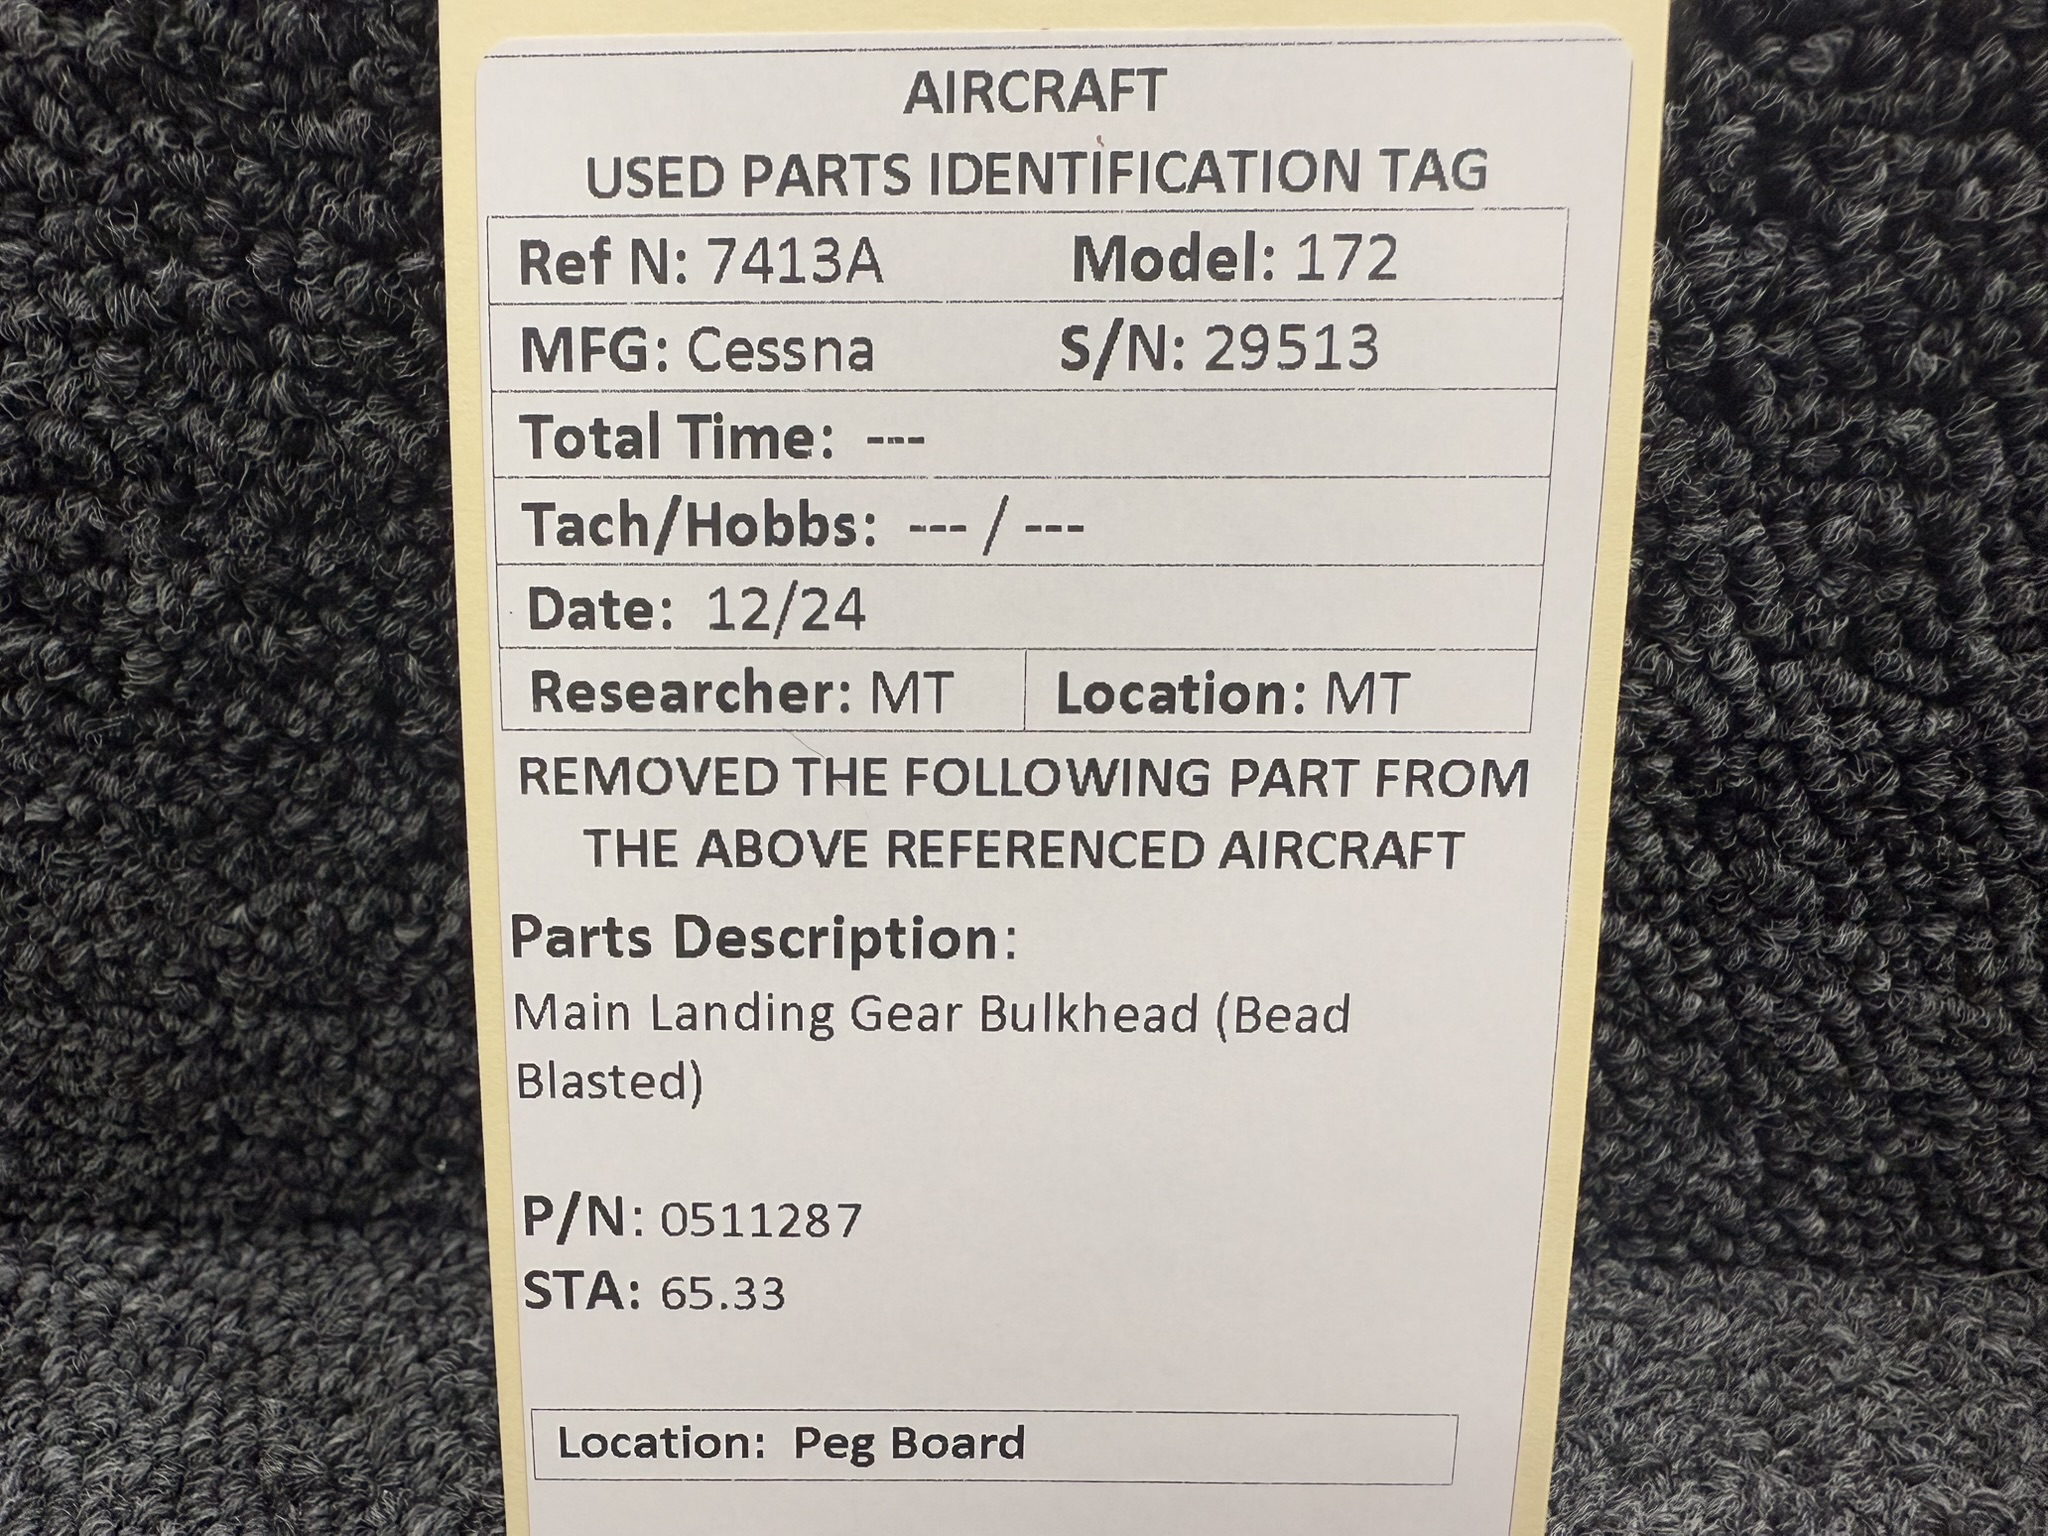 AIRCRAFT
USED PARTS IDENTIFICATION TAG
Ref N: 7413A Model: 172
MFG: Cessna S/N: 29513
Total Time: ---
Tach/Hobbs: --- / ---
Date: 12/24
Researcher: MT Location: MT
REMOVED THE FOLLOWING PART FROM
THE ABOVE REFERENCED AIRCRAFT
Parts Description:
Main Landing Gear Bulkhead (Bead
Blasted)
P/N: 0511287
STA: 65.33
Location: Peg Board